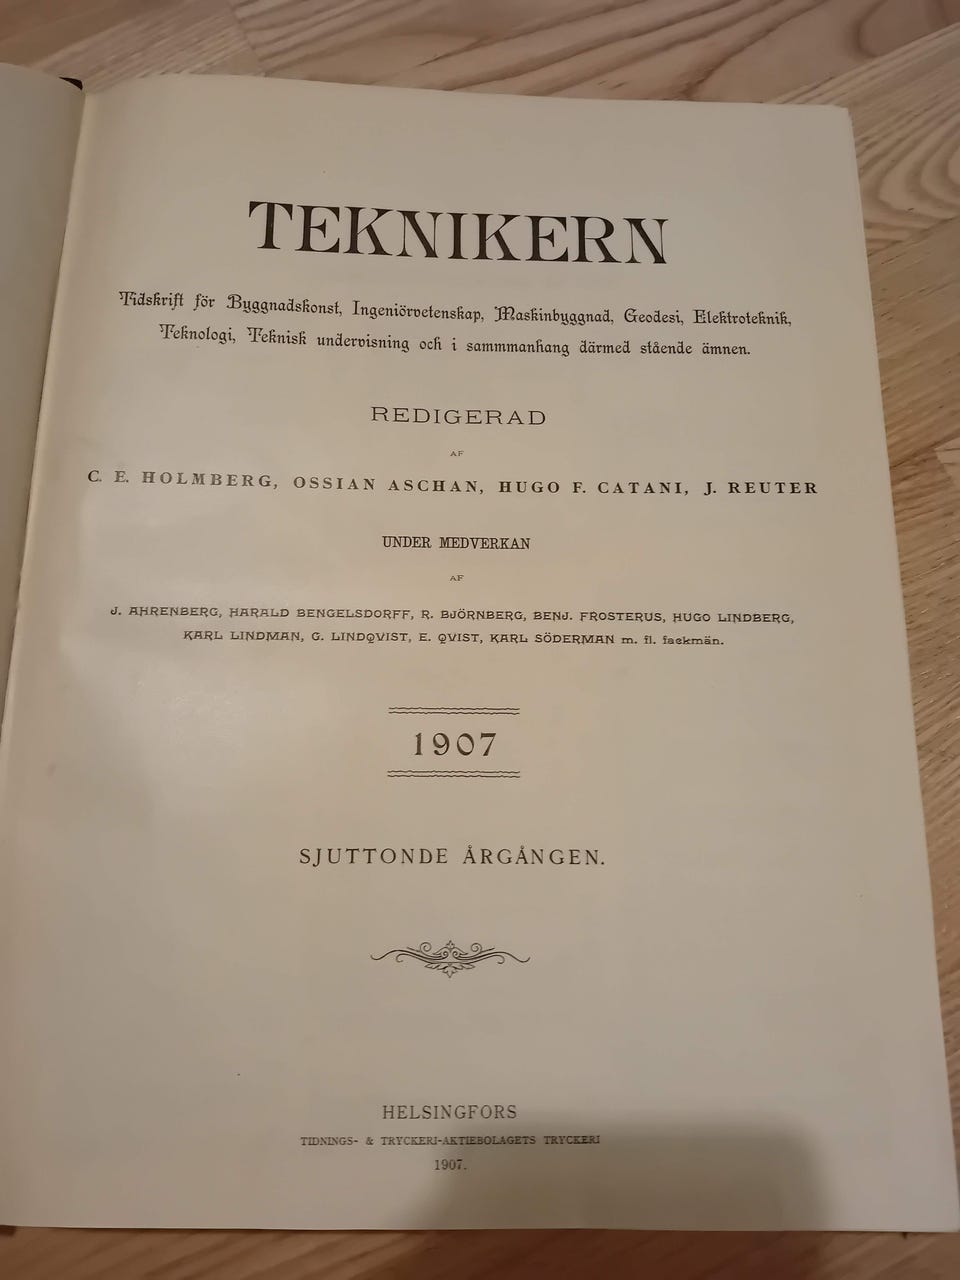 TEKNIKERN
Tidskrift för Byggnadskonst, Ingeniörvetenskap, Maskinbyggnad, Geodesi, Elektroteknik,
Teknologi, Teknisk undervisning och i sammmanhang därmed stående ämnen.
REDIGERAD
AF
C. E. HOLMBERG, OSSIAN ASCHAN, HUGO F. CATANI, J. REUTER
UNDER MEDVERKAN
AF
J. AHRENBERG, HARALD BENGELSDORFF, R. BJÖRNBERG, BENJ. FROSTERUS, HUGO LINDBERG,
KARL LINDMAN, G. LINDQVIST, E. QVIST, KARL SÖDERMAN m. fl. fackmän.
1907
SJUTTONDE ÅRGÅNGEN.
HELSINGFORS
TIDNINGS- & TRYCKERI-AKTIEBOLAGETS TRYCKERI
1907.